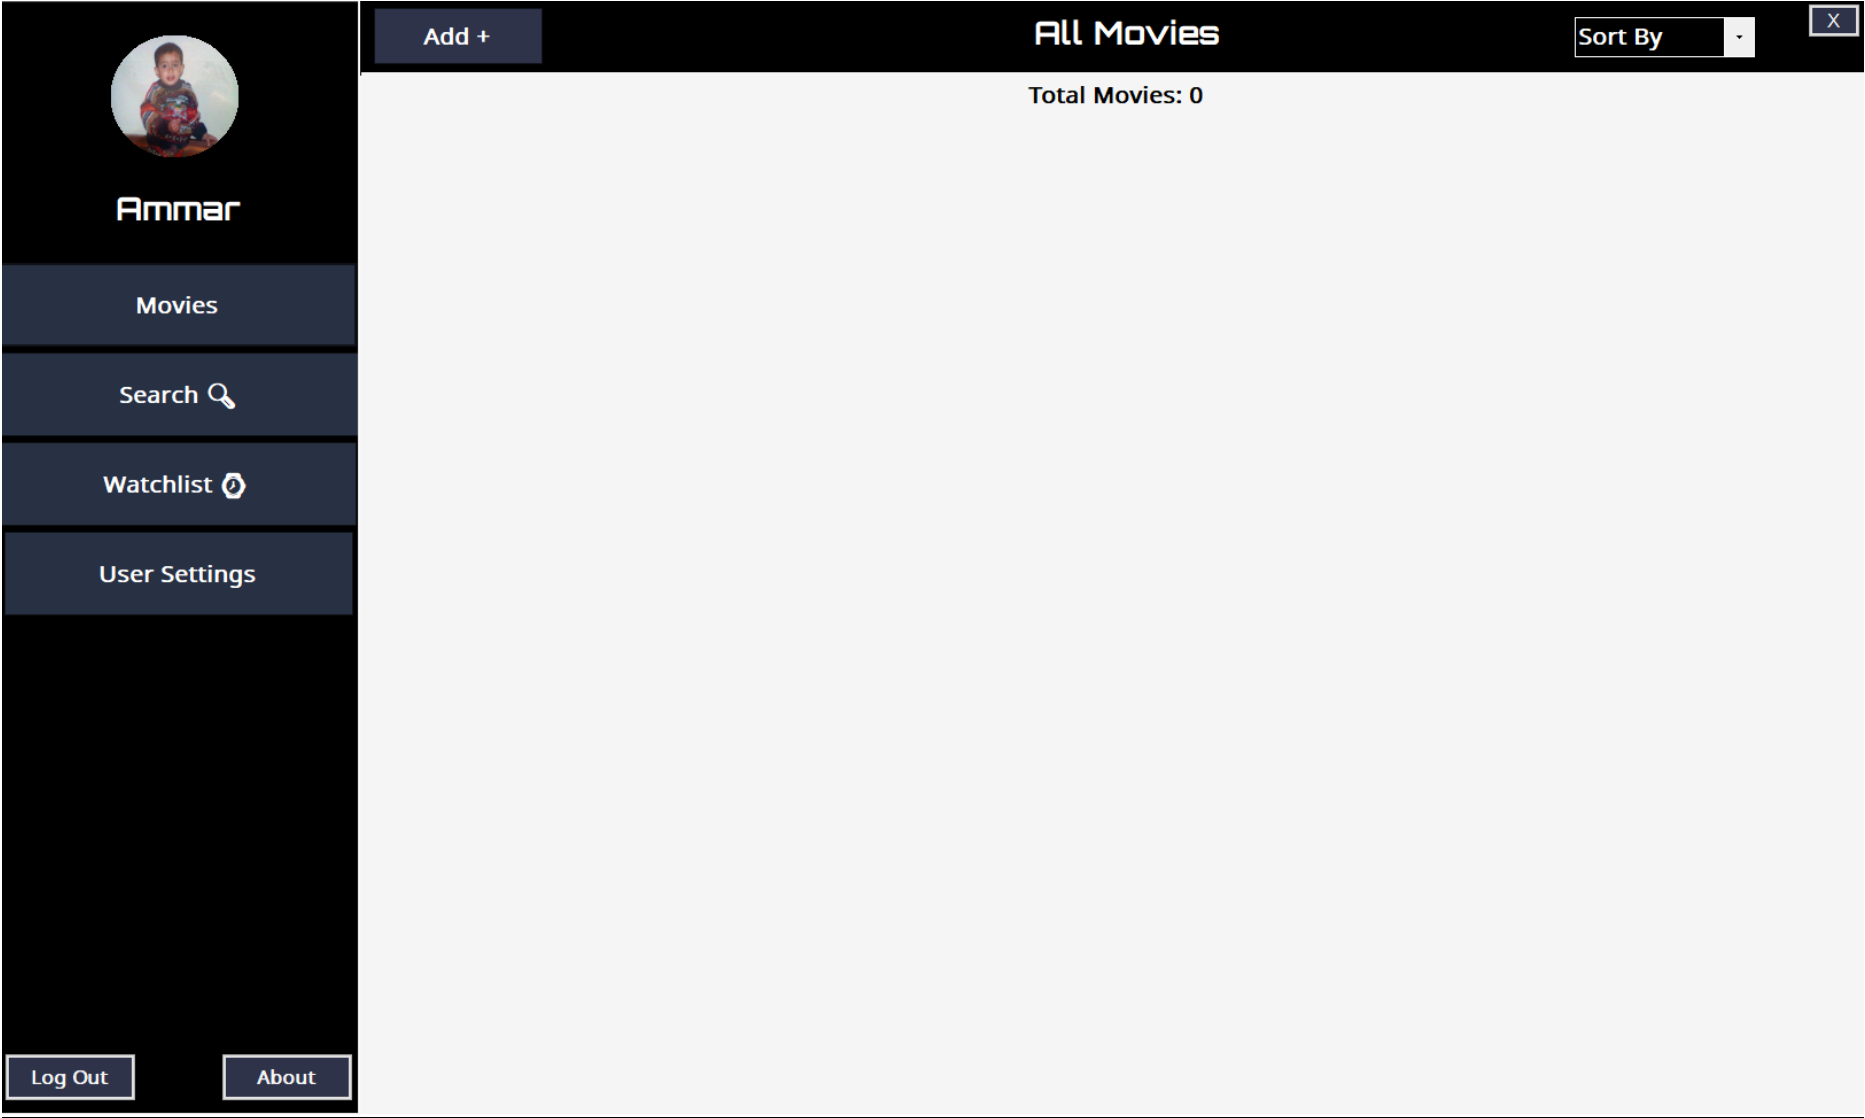 Ammar
Movies
Search
Watchlist
User Settings
Log Out
About
Add +
All Movies
Sort By
X
Total Movies: 0